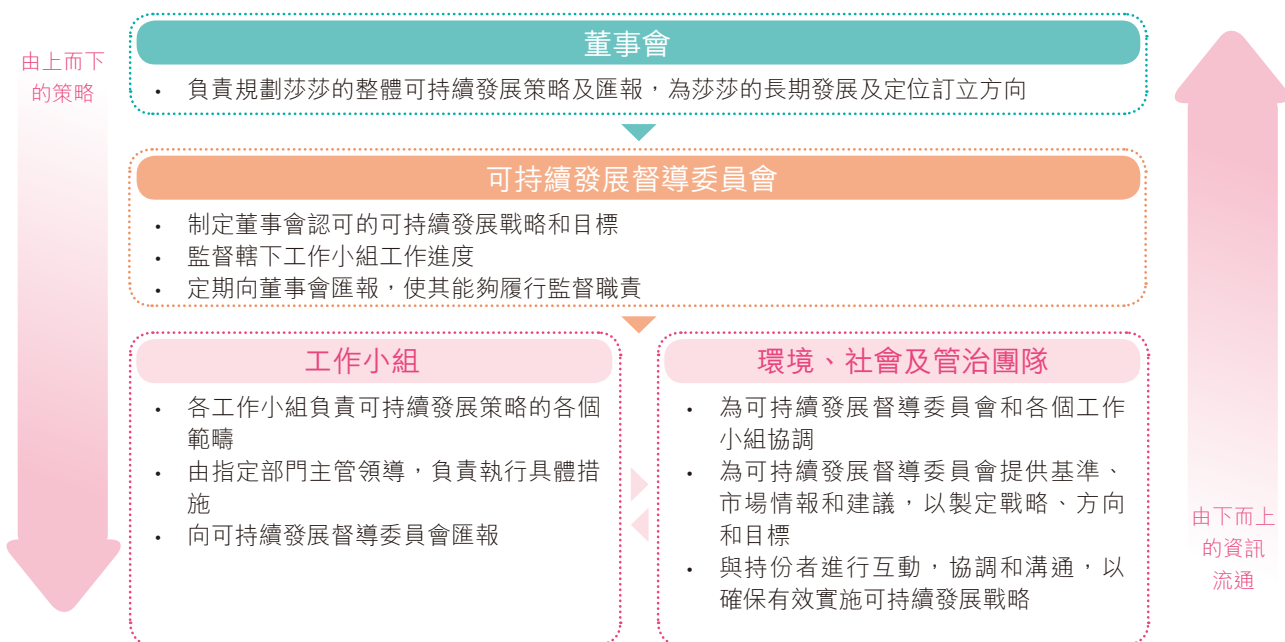 由上而下
的策略
董事會
• 負責規劃莎莎的整體可持續發展策略及匯報，為莎莎的長期發展及定位訂立方向
可持續發展督導委員會
• 制定董事會認可的可持續發展戰略和目標
• 監督轄下工作小組工作進度
• 定期向董事會匯報，使其能夠履行監督職責
工作小組
• 各工作小組負責可持續發展策略的各個
範疇
• 由指定部門主管領導，負責執行具體措
施
• 向可持續發展督導委員會匯報
環境、社會及管治團隊
• 為可持續發展督導委員會和各個工作
小組協調
• 為可持續發展督導委員會提供基準、
市場情報和建議，以製定戰略、方向
和目標
• 與持份者進行互動，協調和溝通，以
確保有效實施可持續發展戰略
由下而上
的資訊
流通